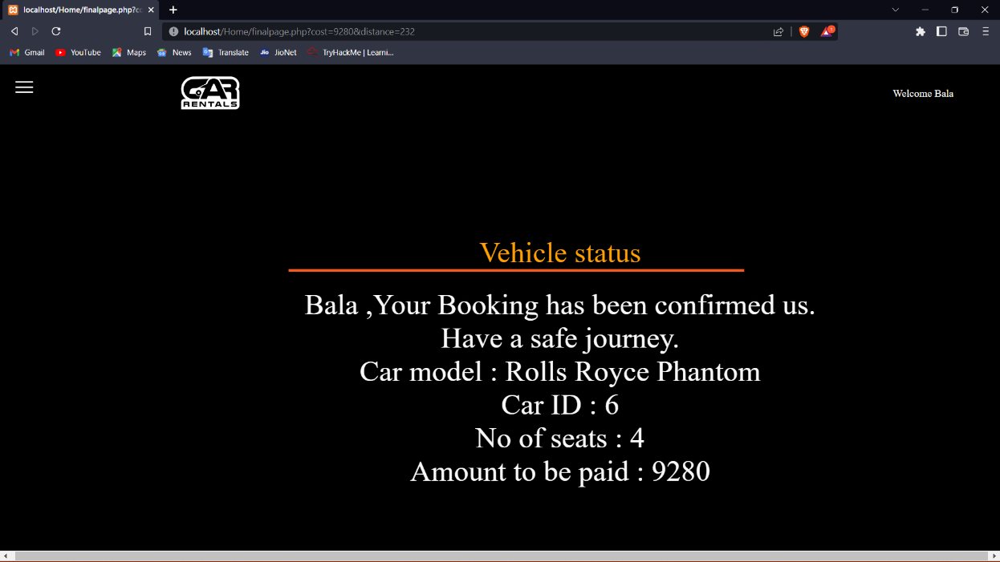 localhost/Home/finalpage.php?co
localhost/Home/finalpage.php?cost=9280&distance=232
Gmail YouTube Maps News Translate Jio JioNet TryHackMe | Learni...
CAR
RENTALS
Welcome Bala
Vehicle status
Bala ,Your Booking has been confirmed us.
Have a safe journey.
Car model : Rolls Royce Phantom
Car ID : 6
No of seats : 4
Amount to be paid : 9280